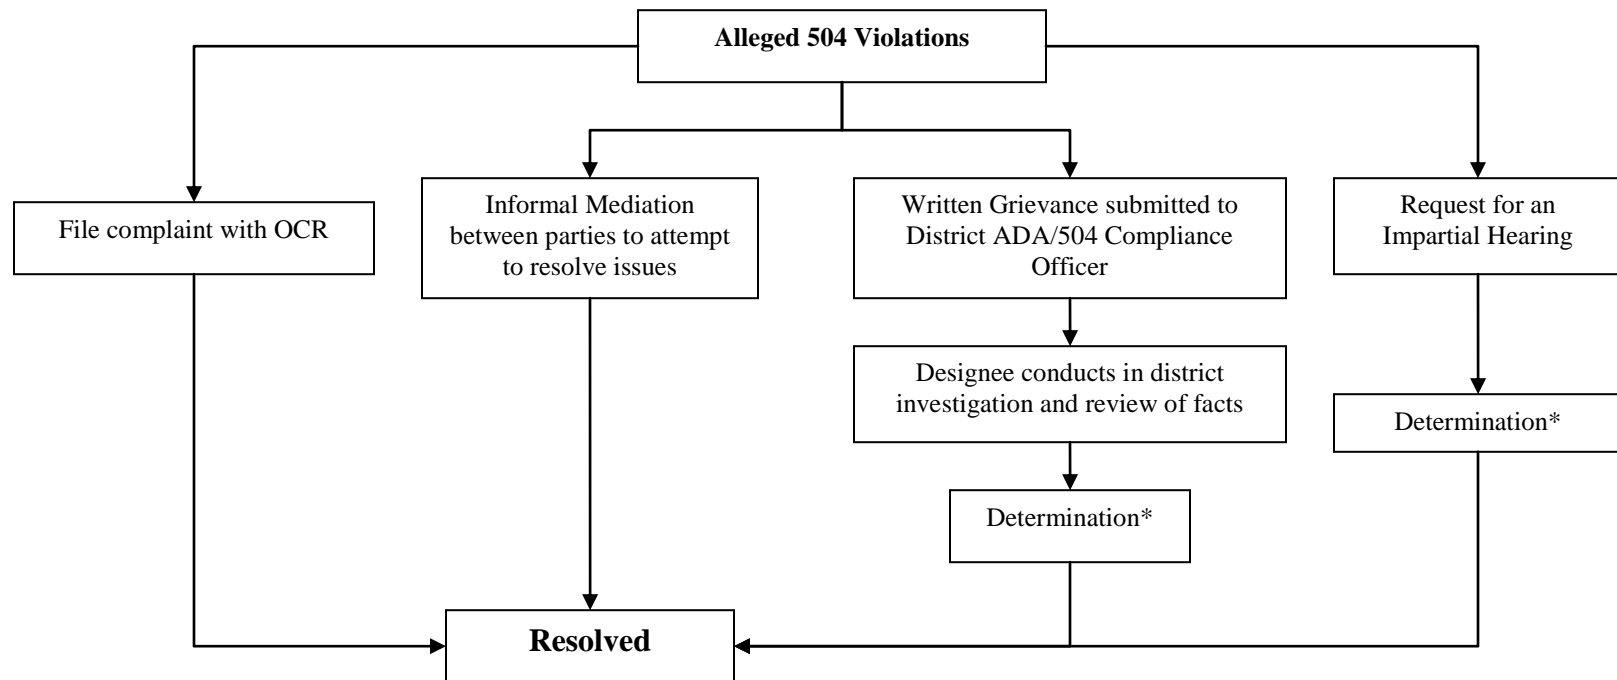 Alleged 504 Violations
File complaint with OCR
Informal Mediation
between parties to attempt
to resolve issues
Written Grievance submitted to
District ADA/504 Compliance
Officer
Request for an
Impartial Hearing
Designee conducts in district
investigation and review of facts
Determination*
Determination*
Resolved